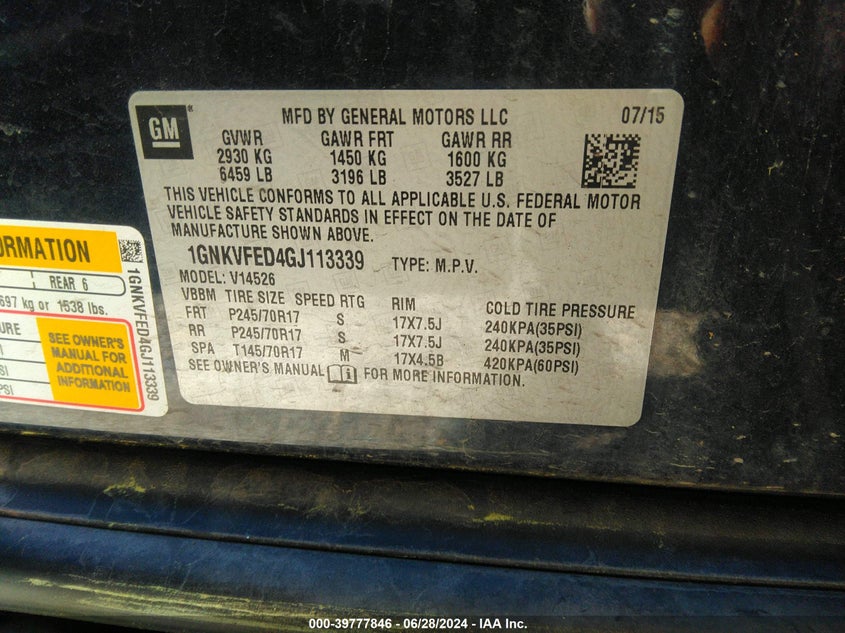 GM
MFD BY GENERAL MOTORS LLC 07/15
GVWR GAWR FRT GAWR RR
2930 KG 1450 KG 1600 KG
6459 LB 3196 LB 3527 LB
THIS VEHICLE CONFORMS TO ALL APPLICABLE U.S. FEDERAL MOTOR
VEHICLE SAFETY STANDARDS IN EFFECT ON THE DATE OF
MANUFACTURE SHOWN ABOVE.
1GNKVFED4GJ113339 TYPE: M.P.V.
MODEL: V14526
VBBM TIRE SIZE SPEED RTG RIM COLD TIRE PRESSURE
FRT P245/70R17 S 17X7.5J 240KPA(35PSI)
RR P245/70R17 S 17X7.5J 240KPA(35PSI)
SPA T145/70R17 M 17X4.5B 420KPA(60PSI)
SEE OWNER'S MANUAL FOR MORE INFORMATION.
REAR 6
697 kg or 1538 lbs.
SEE OWNER'S
MANUAL FOR
ADDITIONAL
INFORMATION
1GNKVFED4GJ113339
000-39777846 - 06/28/2024 - IAA Inc.